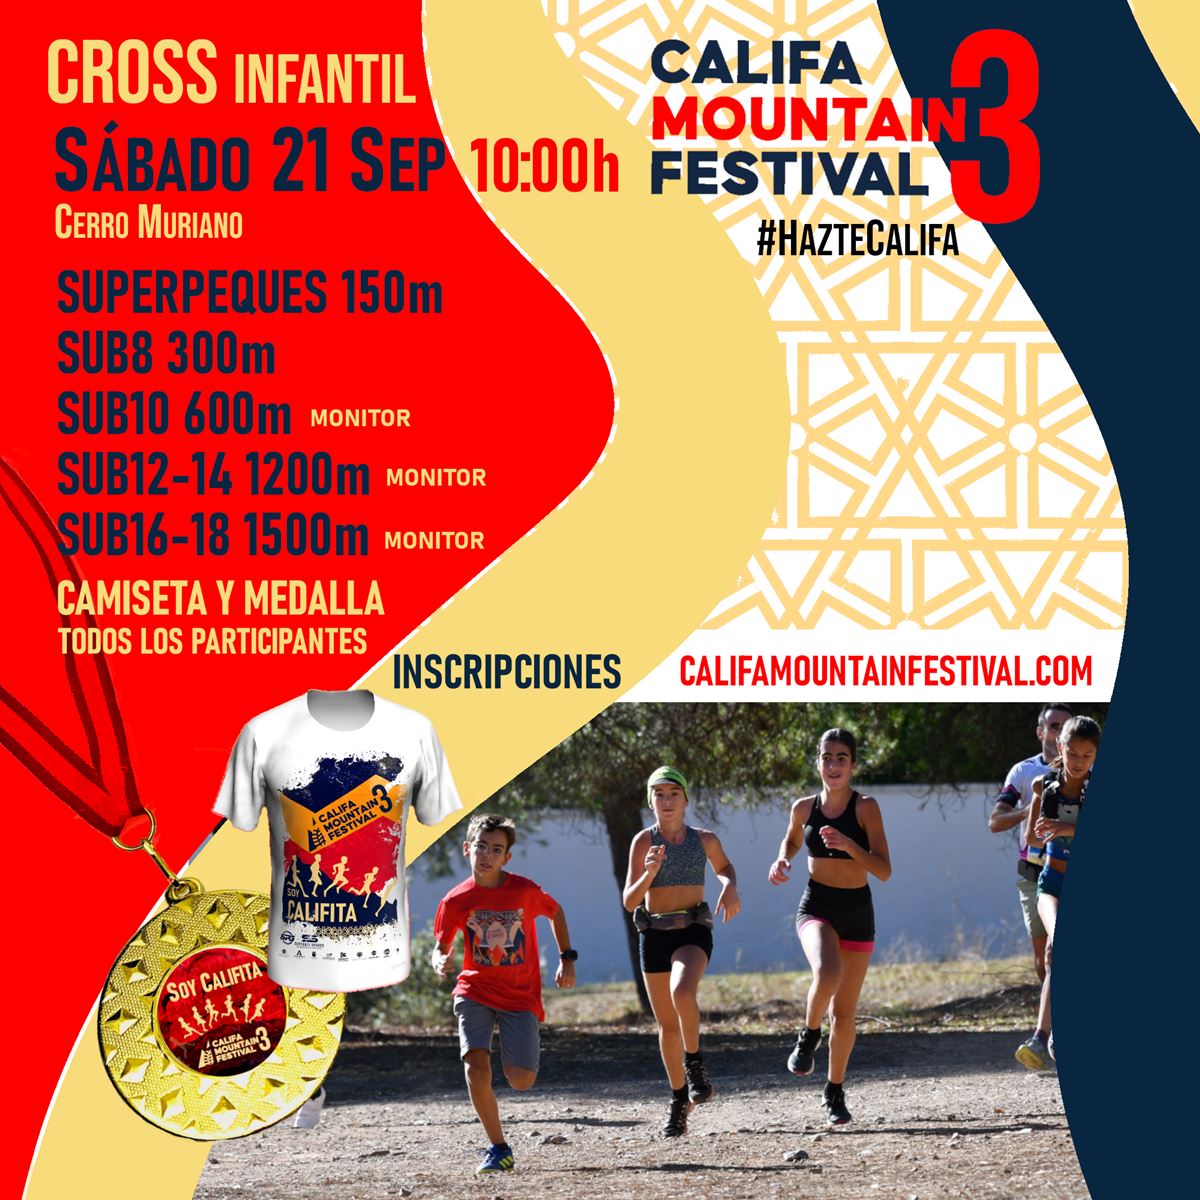 CROSS INFANTIL
SÁBADO 21 SEP 10:00h
CERRO MURIANO
SUPERPEQUES 150m
SUB8 300m
SUB10 600m MONITOR
SUB12-14 1200m MONITOR
SUB16-18 1500m MONITOR
CAMISETA Y MEDALLA
TODOS LOS PARTICIPANTES
CALIFA
MOUNTAIN 3
FESTIVAL
#HAZTECALIFA
INSCRIPCIONES
CALIFAMOUNTAINFESTIVAL.COM
CALIFA
MOUNTAIN 3
FESTIVAL
SOY
CALIFITA
SOY CALIFITA
CALIFA
MOUNTAIN 3
FESTIVAL